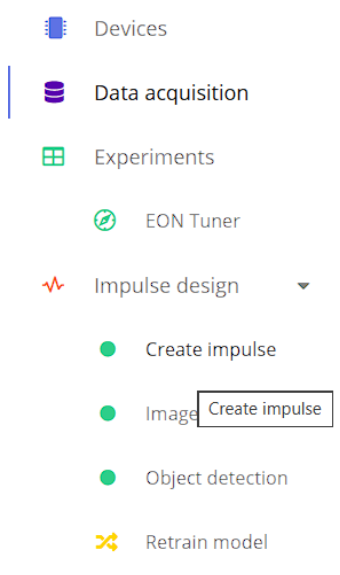 Devices
Data acquisition
Experiments
EON Tuner
Impulse design
Create impulse
Image
Create impulse
Object detection
Retrain model